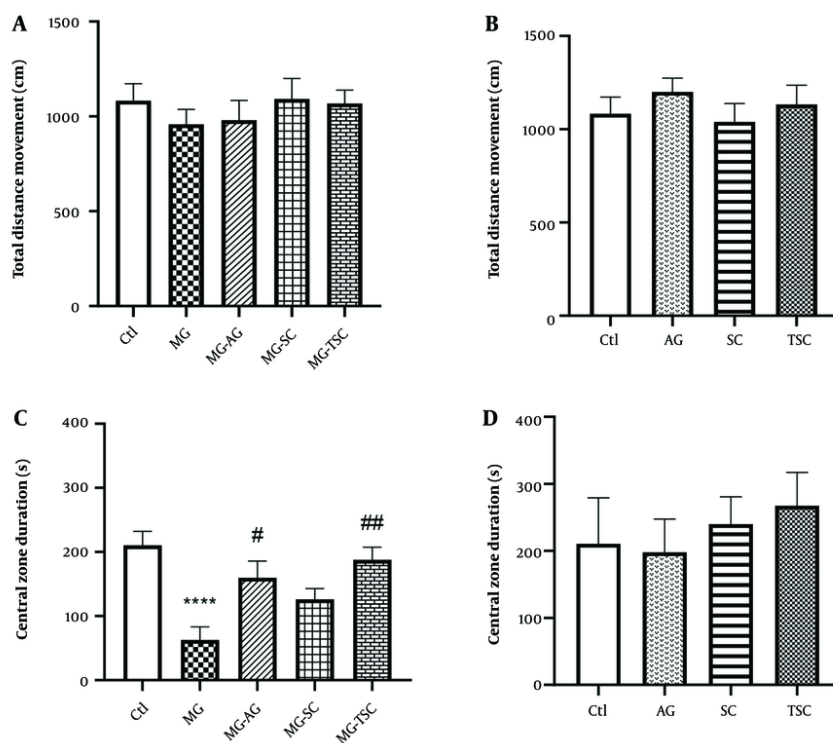 A
Total distance movement (cm)
1500
1000
500
0
Ctl
MG
MG-AG
MG-SC
MG-TSC
B
Total distance movement (cm)
1500
1000
500
0
Ctl
AG
SC
TSC
C
Central zone duration (s)
400
300
200
100
0
****
#
##
Ctl
MG
MG-AG
MG-SC
MG-TSC
D
Central zone duration (s)
400
300
200
100
0
Ctl
AG
SC
TSC